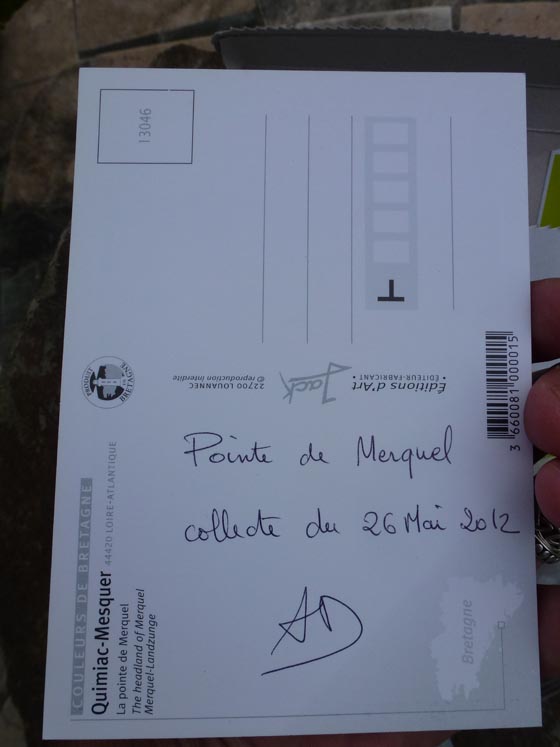 13046
COULEURS DE BRETAGNE
Quimiac-Mesquer 44420 LOIRE-ATLANTIQUE
La pointe de Merquel
The headland of Merquel
Merquel-Landzunge
BRETAGNE
Éditions d'Art
• ÉDITEUR-FABRICANT •
Jack
22700 LOUANNEC
© reproduction interdite
3 660081 000015
Pointe de Merquel
collecte du 26 Mai 2012
AD
Bretagne